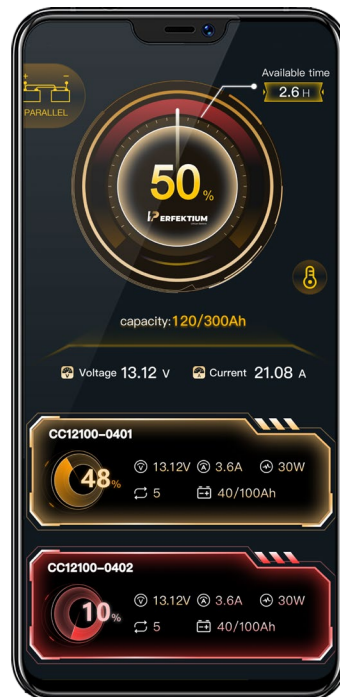 Available time
2.6 H
+ -
PARALLEL
50%
PERFEKTIUM
capacity:120/300Ah
Voltage 13.12 V Current 21.08 A
CC12100-0401
48% 13.12V 3.6A 30W
5 40/100Ah
CC12100-0402
10% 13.12V 3.6A 30W
5 40/100Ah